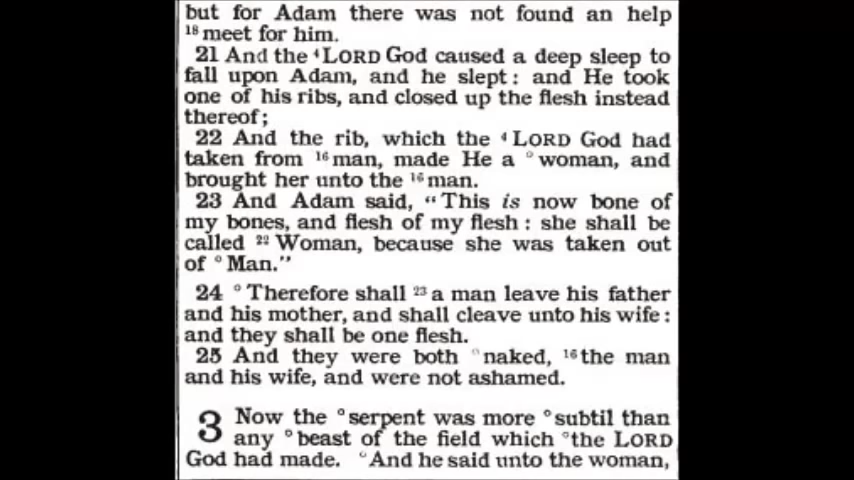 but for Adam there was not found an help
¹⁸ meet for him.
21 And the ⁴ LORD God caused a deep sleep to
fall upon Adam, and he slept : and He took
one of his ribs, and closed up the flesh instead
thereof ;
22 And the rib, which the ⁴ LORD God had
taken from ¹⁶ man, made He a ° woman, and
brought her unto the ¹⁶ man.
23 And Adam said, “This is now bone of
my bones, and flesh of my flesh : she shall be
called ²² Woman, because she was taken out
of ° Man.”
24 ° Therefore shall ²³ a man leave his father
and his mother, and shall cleave unto his wife :
and they shall be one flesh.
25 And they were both ° naked, ¹⁶ the man
and his wife, and were not ashamed.
3 Now the ° serpent was more ° subtil than
any ° beast of the field which ° the LORD
God had made. ° And he said unto the woman,